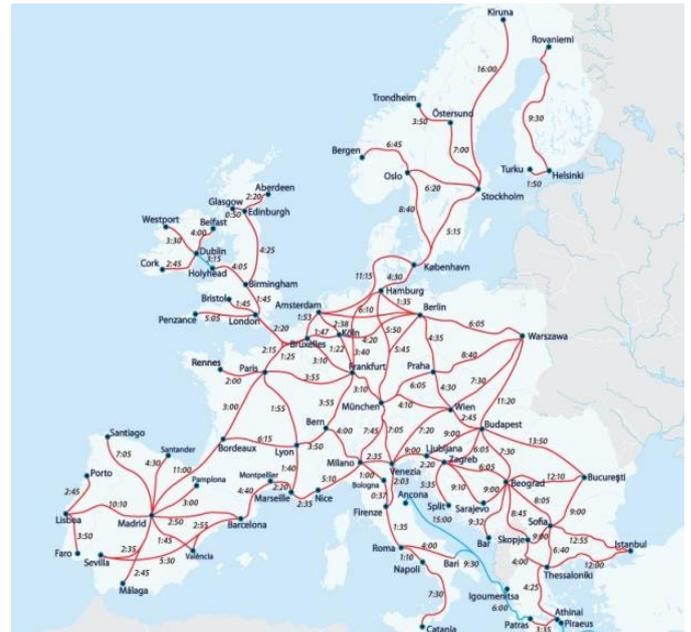 Kiruna
Rovaniemi
16:00
Trondheim
3:50
Östersund
9:30
Bergen
6:45
7:00
Turku
Helsinki
1:50
Oslo
6:20
Stockholm
8:40
5:15
Aberdeen
2:20
Glasgow
0:50
Edinburgh
Westport
Belfast
4:00
3:30
Dublin
4:25
3:15
Cork
2:45
Holyhead
4:05
11:15
4:30
København
Birmingham
Bristol
1:45
1:45
Hamburg
Amsterdam
6:10
1:35
Berlin
Penzance
5:05
London
1:53
2:38
5:50
6:05
2:20
1:47
Köln
4:20
Warszawa
Bruxelles
1:22
4:35
2:15
1:25
3:40
5:45
8:40
Rennes
Paris
3:10
Praha
2:00
3:55
Frankfurt
6:05
4:30
7:30
3:10
11:20
München
4:10
Wien
3:00
1:55
3:55
2:45
Bern
7:20
Budapest
Santiago
4:00
7:45
7:05
9:00
13:50
Bordeaux
6:15
Lyon
3:50
9:00
Ljubljana
6:05
7:30
7:05
Santander
4:30
11:00
Milano
2:35
Venezia
2:20
Zagreb
Porto
Montpellier
1:40
5:10
1:00
2:03
6:05
Beograd
12:10
Bucureşti
Pamplona
2:20
Bologna
5:35
2:45
3:00
4:40
Marseille
Nice
2:35
0:37
Ancona
Split
Sarajevo
9:00
8:05
9:00
Lisboa
10:10
Firenze
15:00
9:32
8:45
Madrid
2:50
2:55
Barcelona
Bar
Skopje
Sofia
9:00
12:55
Istanbul
3:50
1:45
1:35
2:35
València
Roma
4:00
6:40
Faro
Sevilla
5:30
1:10
Bari
9:30
4:00
12:00
Napoli
Thessaloniki
2:45
Málaga
7:30
Igoumenitsa
4:25
6:00
Athinai
Catania
Patras
3:35
Piraeus